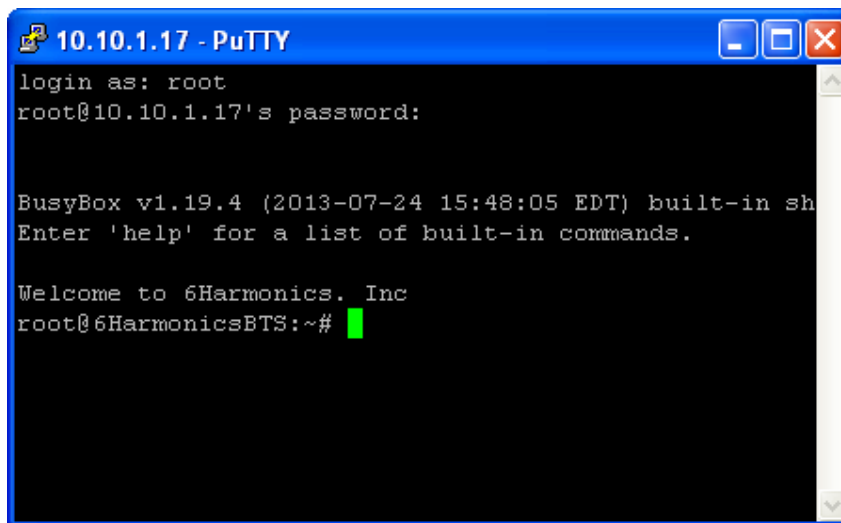 10.10.1.17 - PuTTY
login as: root
root@10.10.1.17's password:
BusyBox v1.19.4 (2013-07-24 15:48:05 EDT) built-in sh
Enter 'help' for a list of built-in commands.
Welcome to 6Harmonics. Inc
root@6HarmonicsBTS:~#